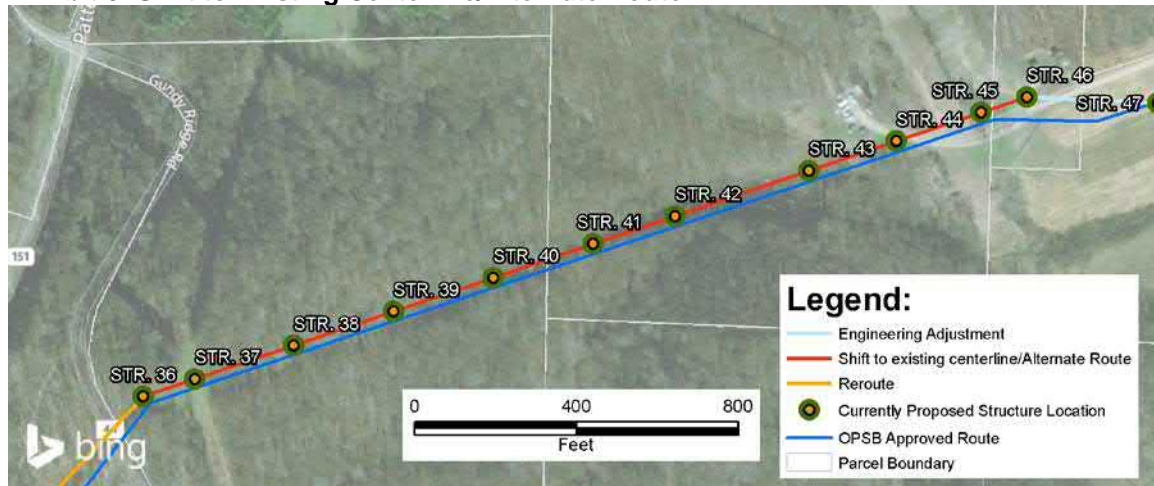 Patt
Gundy Ridge Rd
151
STR. 36
STR. 37
STR. 38
STR. 39
STR. 40
STR. 41
STR. 42
STR. 43
STR. 44
STR. 45
STR. 46
STR. 47
Legend:
Engineering Adjustment
Shift to existing centerline/Alternate Route
Reroute
Currently Proposed Structure Location
OPSB Approved Route
Parcel Boundary
0 400 800
Feet
bing